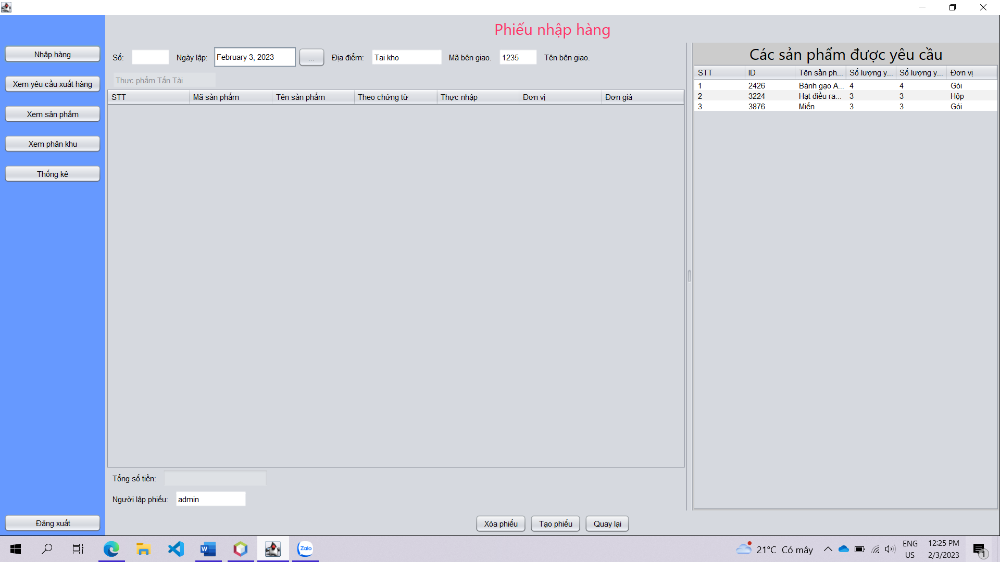 Phiếu nhập hàng
Nhập hàng
Xem yêu cầu xuất hàng
Xem sản phẩm
Xem phân khu
Thống kê
Đăng xuất
Số: Ngày lập: February 3, 2023 ... Địa điểm: Tai kho Mã bên giao. 1235 Tên bên giao.
Thực phẩm Tấn Tài
STT Mã sản phẩm Tên sản phẩm Theo chứng từ Thực nhập Đơn vị Đơn giá
Tổng số tiền:
Người lập phiếu: admin
Xóa phiếu Tạo phiếu Quay lại
Các sản phẩm được yêu cầu
STT ID Tên sản ph... Số lượng y... Số lượng y... Đơn vị
1 2426 Bánh gạo A... 4 4 Gói
2 3224 Hạt điều ra... 3 3 Hộp
3 3876 Miến 3 3 Gói
Zalo
21°C Có mây
ENG
US
12:25 PM
2/3/2023
1